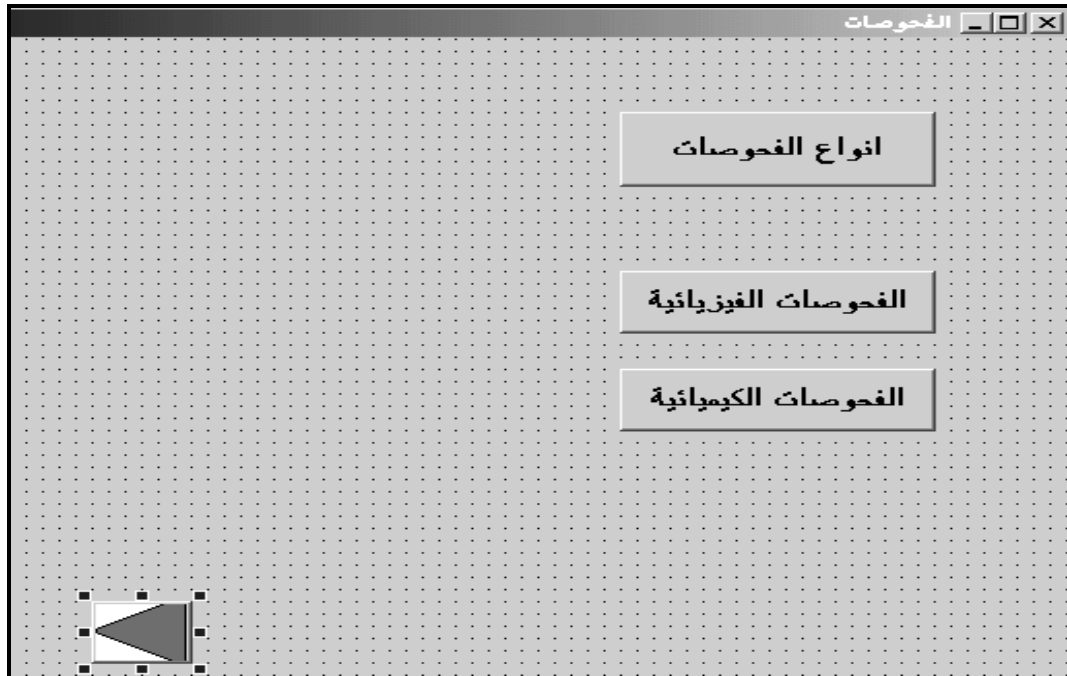 الفحوصات
انواع الفحوصات
الفحوصات الفيزيائية
الفحوصات الكيميائية